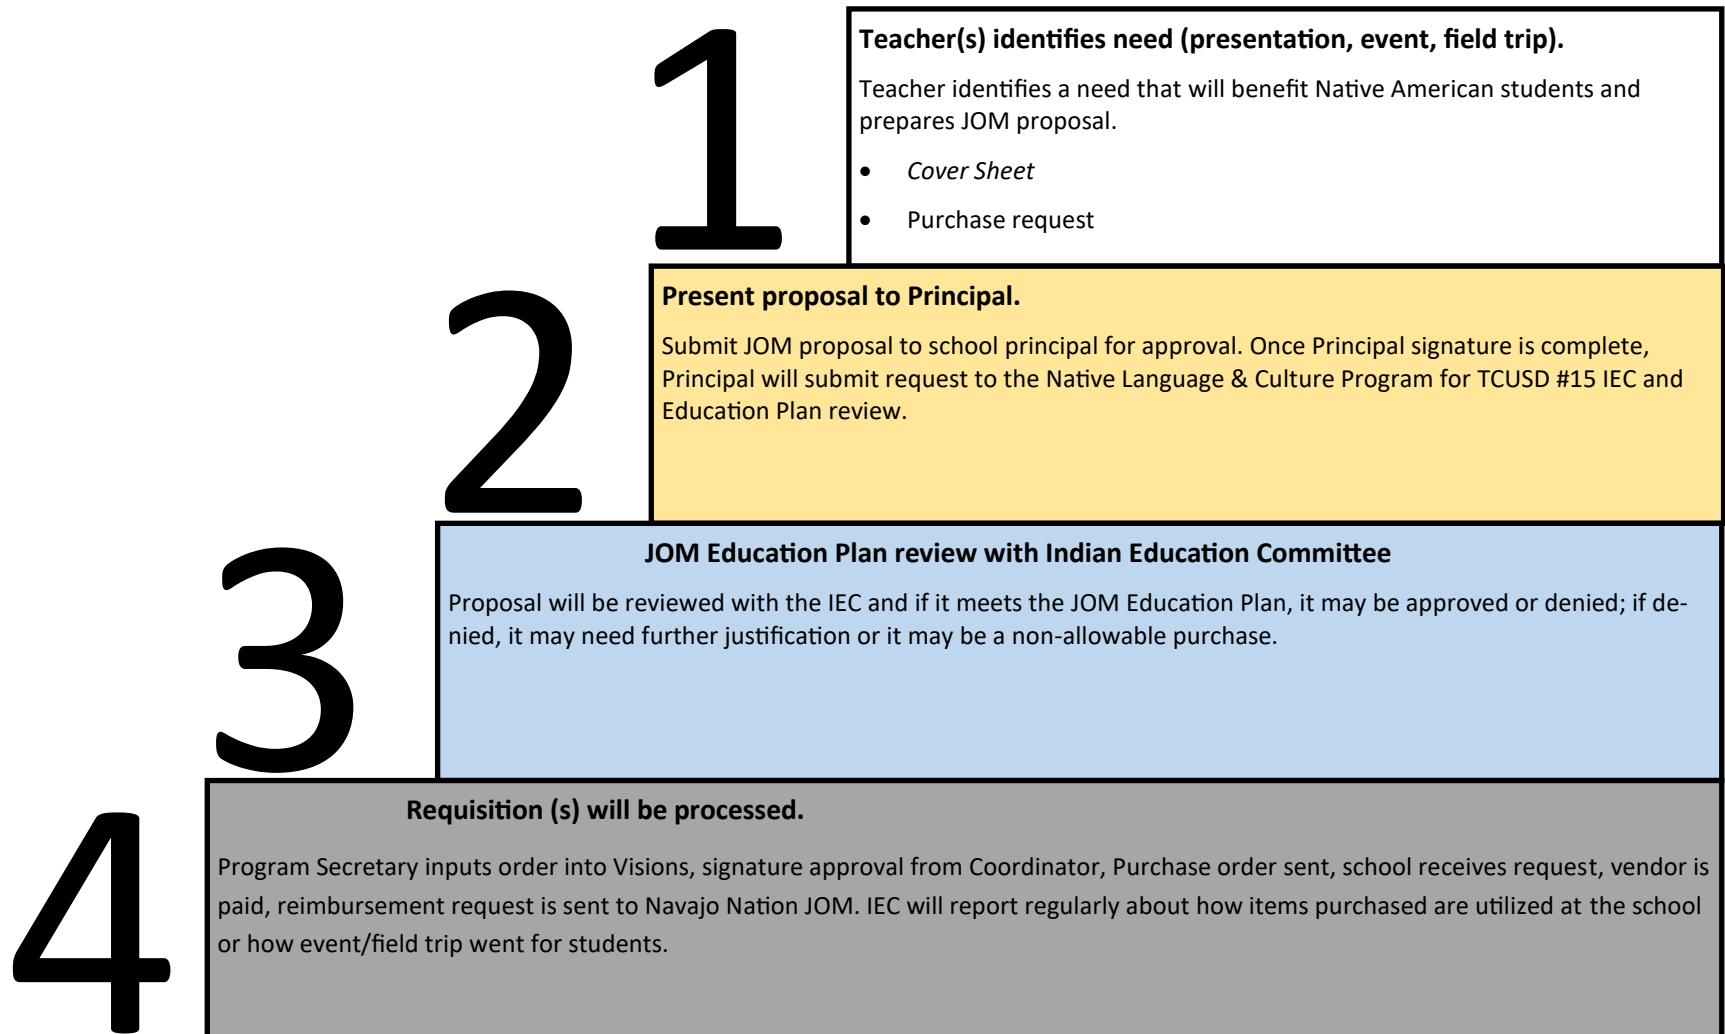 1
Teacher(s) identifies need (presentation, event, field trip).
Teacher identifies a need that will benefit Native American students and
prepares JOM proposal.
• Cover Sheet
• Purchase request
2
Present proposal to Principal.
Submit JOM proposal to school principal for approval. Once Principal signature is complete,
Principal will submit request to the Native Language & Culture Program for TCUSD #15 IEC and
Education Plan review.
3
JOM Education Plan review with Indian Education Committee
Proposal will be reviewed with the IEC and if it meets the JOM Education Plan, it may be approved or denied; if de-
nied, it may need further justification or it may be a non-allowable purchase.
4
Requisition (s) will be processed.
Program Secretary inputs order into Visions, signature approval from Coordinator, Purchase order sent, school receives request, vendor is
paid, reimbursement request is sent to Navajo Nation JOM. IEC will report regularly about how items purchased are utilized at the school
or how event/field trip went for students.